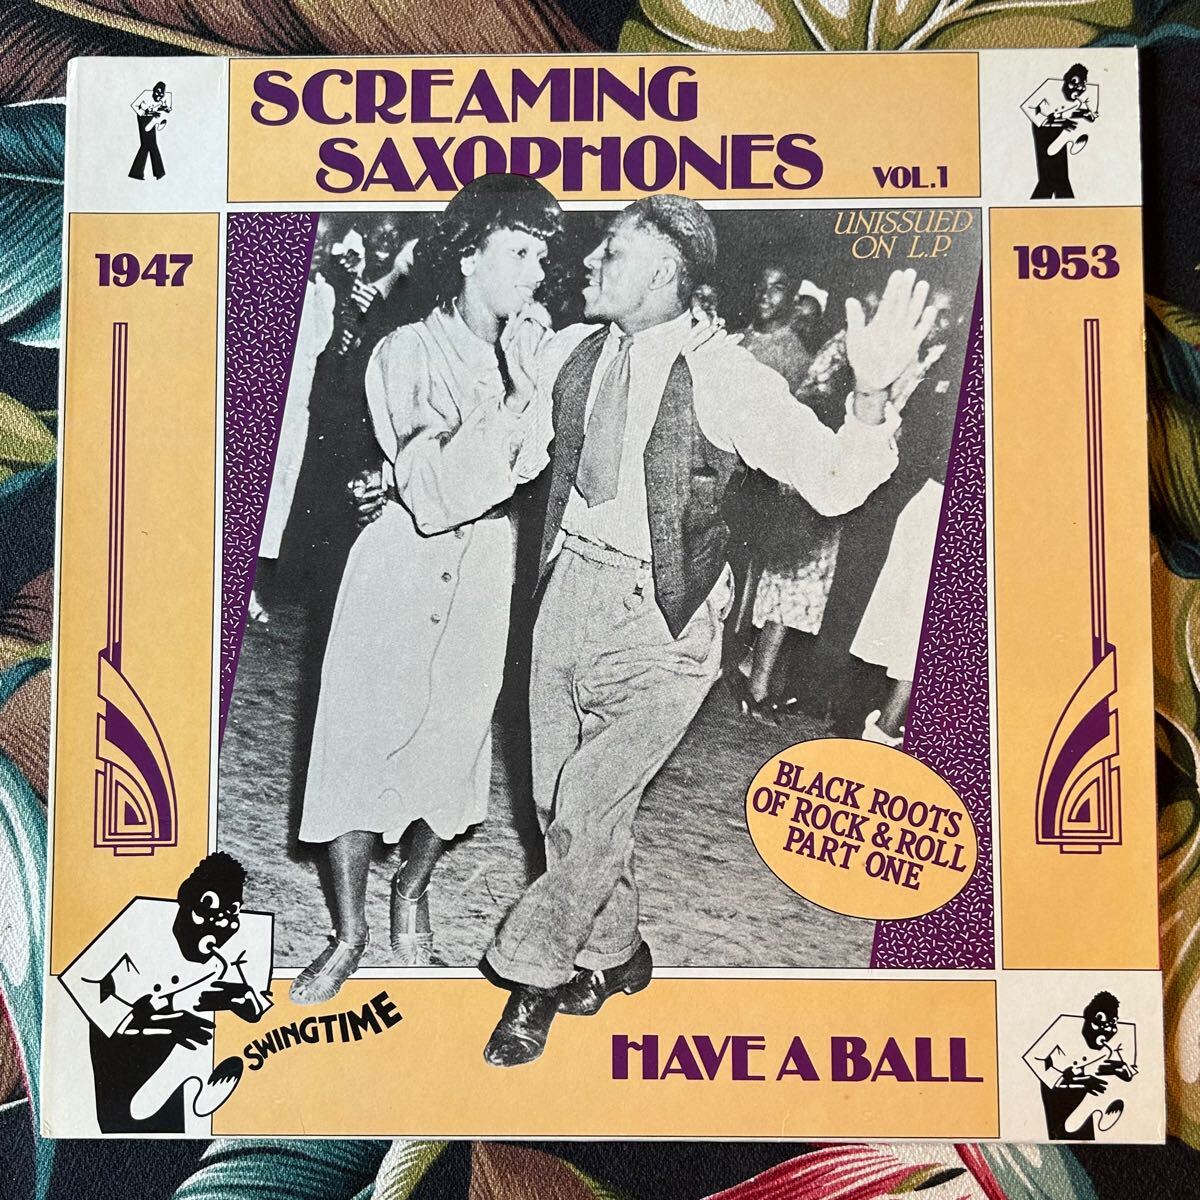 SCREAMING
SAXOPHONES VOL.1
1947
UNISSUED
ON L.P.
1953
BLACK ROOTS
OF ROCK & ROLL
PART ONE
SWINGTIME
HAVE A BALL